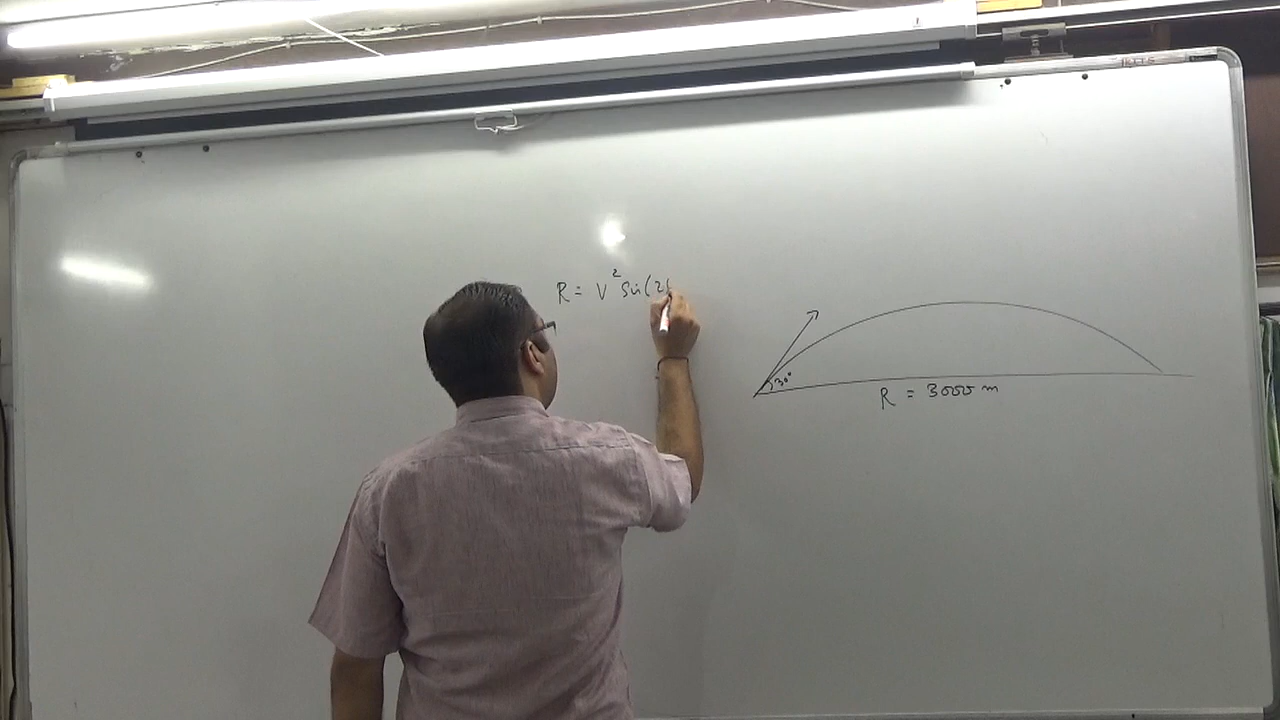 R = V² Sin(2
30°
R = 3000 m